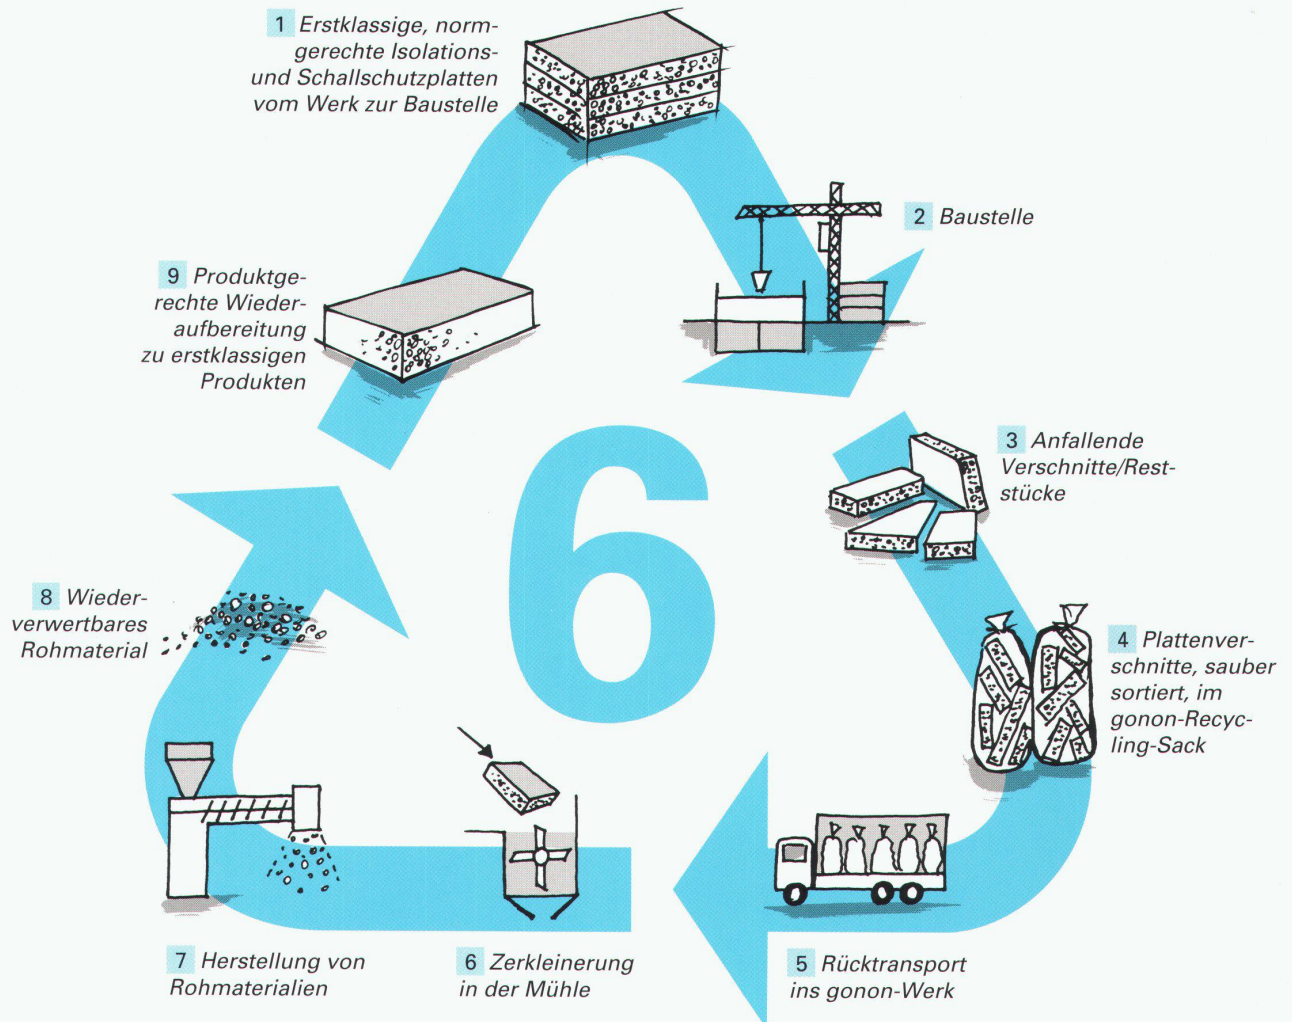 1 Erstklassige, norm-
gerechte Isolations-
und Schallschutzplatten
vom Werk zur Baustelle
2 Baustelle
3 Anfallende
Verschnitte/Rest-
stücke
4 Plattenver-
schnitte, sauber
sortiert, im
gonon-Recyc-
ling-Sack
5 Rücktransport
ins gonon-Werk
6 Zerkleinerung
in der Mühle
7 Herstellung von
Rohmaterialien
8 Wieder-
verwertbares
Rohmaterial
9 Produktge-
rechte Wieder-
aufbereitung
zu erstklassigen
Produkten
6